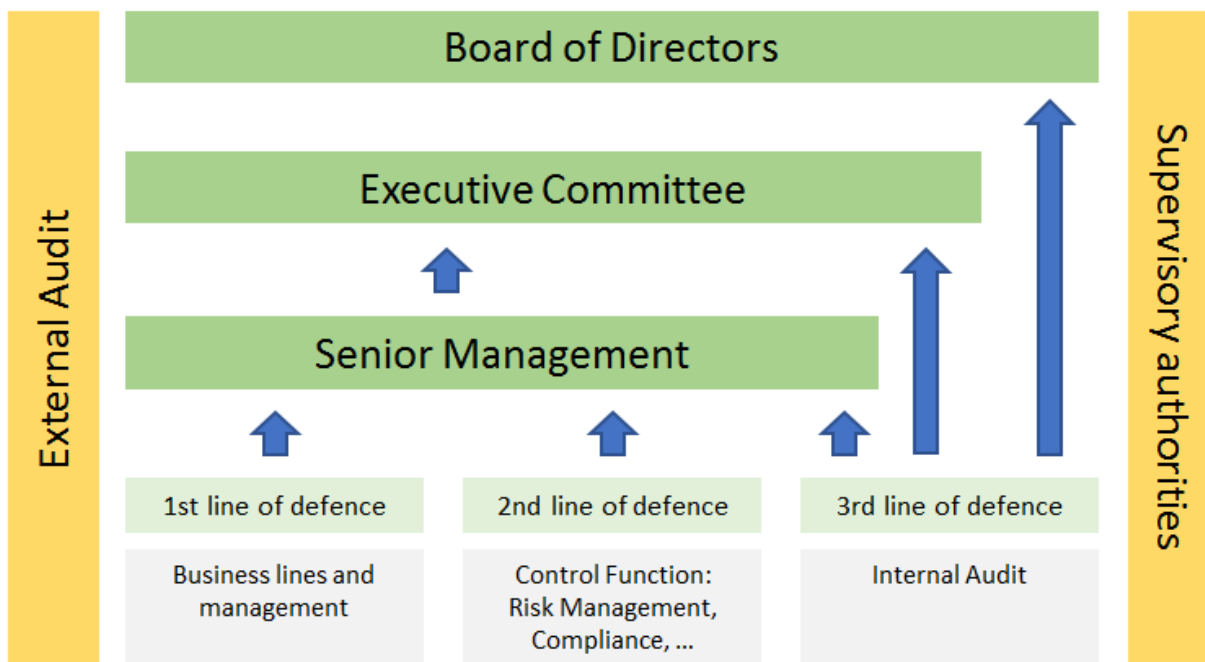 External Audit
Board of Directors
Executive Committee
Senior Management
1st line of defence
Business lines and
management
2nd line of defence
Control Function:
Risk Management,
Compliance, ...
3rd line of defence
Internal Audit
Supervisory authorities